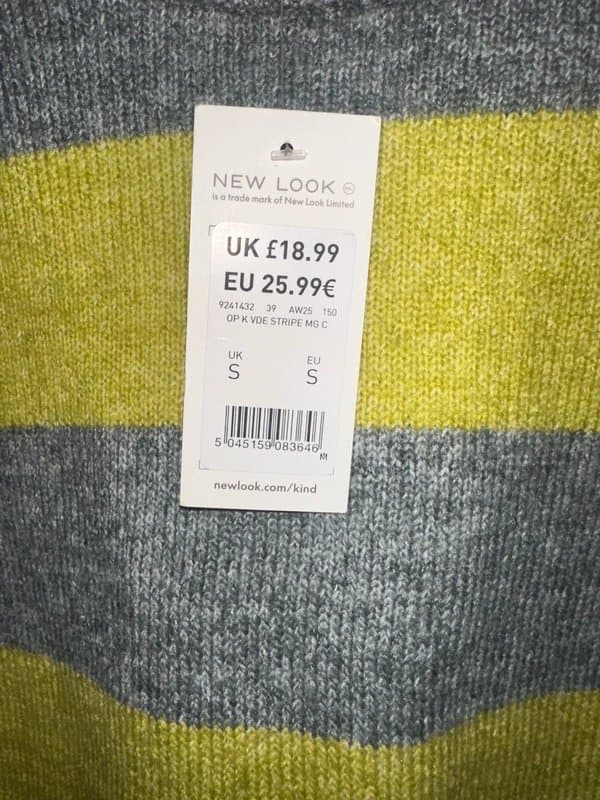 NEW LOOK NL
is a trade mark of New Look Limited
UK £18.99
EU 25.99€
9241432 39 AW25 150
OP K VDE STRIPE MG C
UK EU
S S
5 045159 083646
M
newlook.com/kind